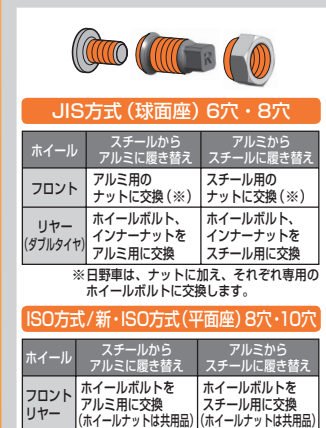 R
JIS方式(球面座)6穴・8穴
ホイール
スチールから
アルミに履き替え
アルミから
スチールに履き替え
フロント
アルミ用の
ナットに交換(※)
スチール用の
ナットに交換(※)
リヤー
(ダブルタイヤ)
ホイールボルト、
インナーナットを
アルミ用に交換
ホイールボルト、
インナーナットを
スチール用に交換
※日野車は、ナットに加え、それぞれ専用の
ホイールボルトに交換します。
ISO方式/新・ISO方式(平面座)8穴・10穴
ホイール
スチールから
アルミに履き替え
アルミから
スチールに履き替え
フロント
リヤー
ホイールボルトを
アルミ用に交換
(ホイールナットは共用品)
ホイールボルトを
スチール用に交換
(ホイールナットは共用品)